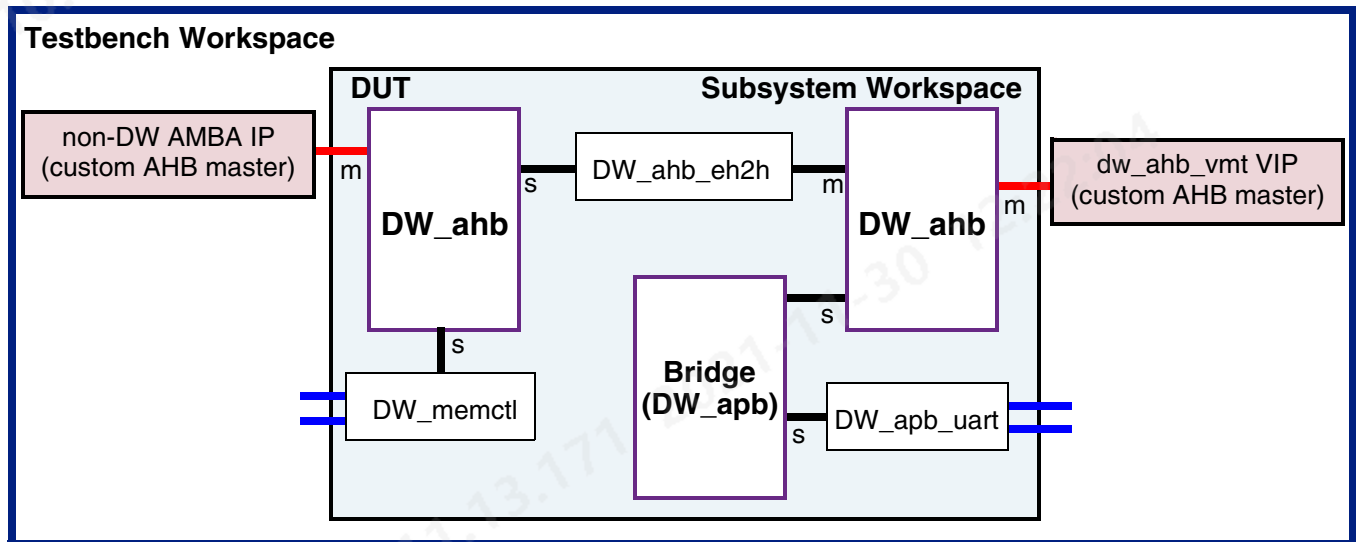 Testbench Workspace
DUT
Subsystem Workspace
non-DW AMBA IP
(custom AHB master)
m
DW_ahb
s
DW_ahb_eh2h
m
DW_ahb
m
dw_ahb_vmt VIP
(custom AHB master)
s
s
DW_memctl
Bridge
(DW_apb)
s
DW_apb_uart